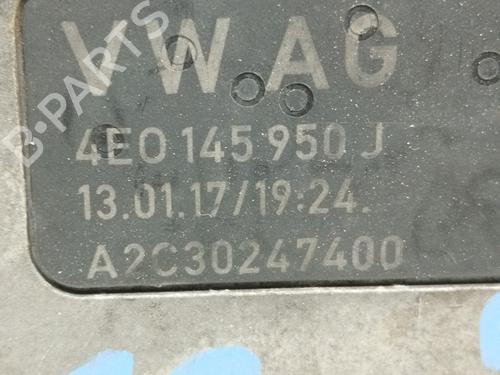 VW AG
4E0 145 950 J
13.01.17/19:24.
A2C30247400
B-PARTS